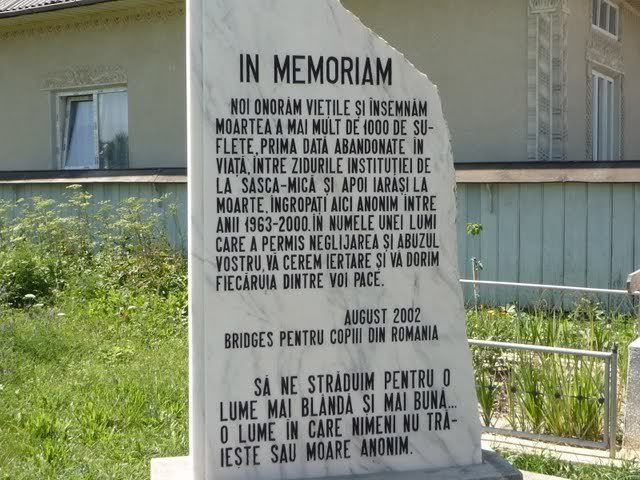 IN MEMORIAM
NOI ONORĂM VIEȚILE ȘI ÎNSEMNĂM
MOARTEA A MAI MULT DE 1000 DE SU-
FLETE, PRIMA DATĂ ABANDONATE ÎN
VIAȚĂ, ÎNTRE ZIDURILE INSTITUȚIEI DE
LA SASCA-MICĂ ȘI APOI IARAȘI LA
MOARTE, ÎNGROPAȚI AICI ANONIM ÎNTRE
ANII 1963-2000. ÎN NUMELE UNEI LUMI
CARE A PERMIS NEGLIJAREA ȘI ABUZUL
VOSTRU, VĂ CEREM IERTARE ȘI VĂ DORIM
FIECĂRUIA DINTRE VOI PACE.
AUGUST 2002
BRIDGES PENTRU COPIII DIN ROMÂNIA
SĂ NE STRĂDUIM PENTRU O
LUME MAI BLÂNDĂ ȘI MAI BUNĂ...
O LUME ÎN CARE NIMENI NU TRĂ-
IEȘTE SAU MOARE ANONIM.